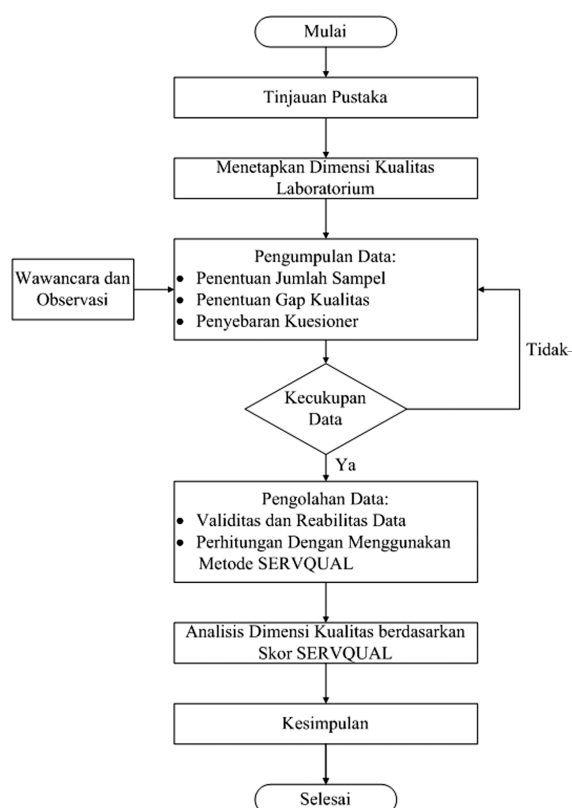 Mulai
Tinjauan Pustaka
Menetapkan Dimensi Kualitas
Laboratorium
Wawancara dan
Observasi
Pengumpulan Data:
• Penentuan Jumlah Sampel
• Penentuan Gap Kualitas
• Penyebaran Kuesioner
Tidak
Kecukupan
Data
Ya
Pengolahan Data:
• Validitas dan Reabilitas Data
• Perhitungan Dengan Menggunakan
Metode SERVQUAL
Analisis Dimensi Kualitas berdasarkan
Skor SERVQUAL
Kesimpulan
Selesai